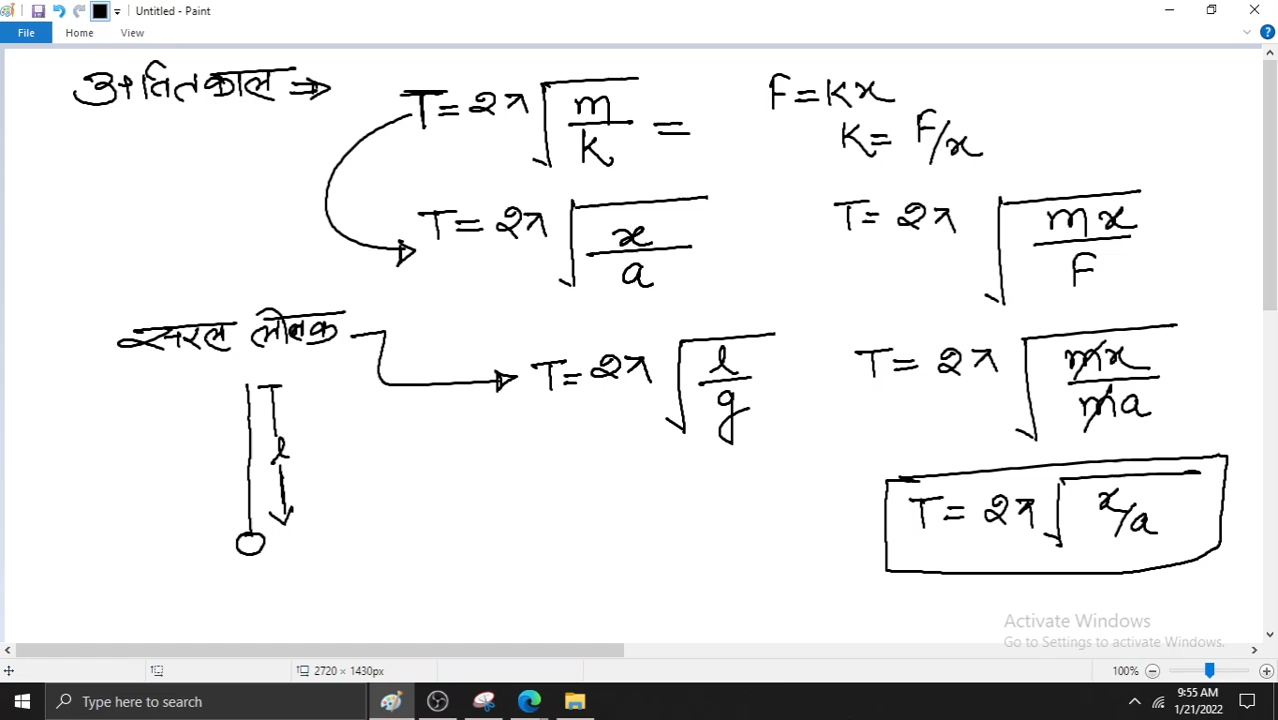 Untitled - Paint
File Home View
आवर्तकाल ⇒ T = 2π √(m/k) =
F = Kx
K = F/x
T = 2π √(x/a)
T = 2π √(mx/F)
सरल लोलक
T = 2π √(l/g)
T = 2π √(mx/ma)
l
T = 2π √(x/a)
Activate Windows
Go to Settings to activate Windows.
2720 × 1430px
100%
Type here to search
9:55 AM
1/21/2022